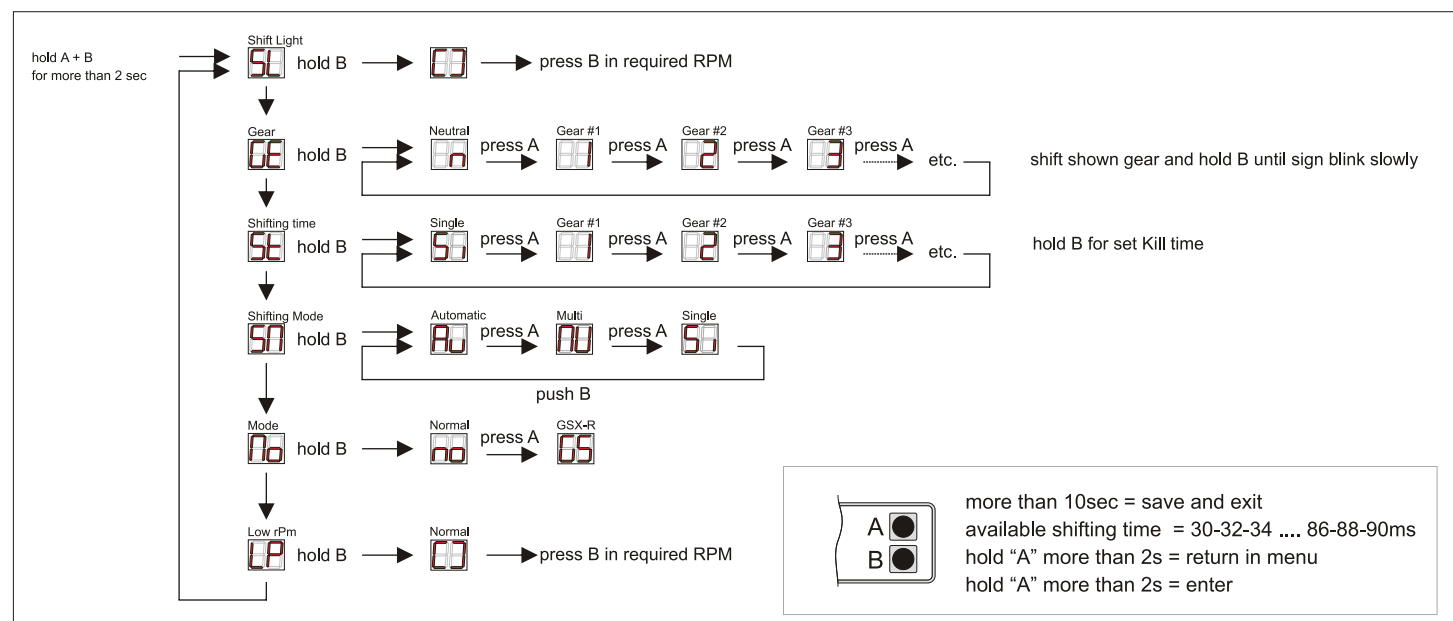 hold A + B
for more than 2 sec
Shift Light
SL hold B press B in required RPM
Gear Neutral Gear #1 Gear #2 Gear #3
GE hold B n press A 1 press A 2 press A 3 press A etc. shift shown gear and hold B until sign blink slowly
Shifting time Single Gear #1 Gear #2 Gear #3
St hold B Si press A 1 press A 2 press A 3 press A etc. hold B for set Kill time
Shifting Mode Automatic Multi Single
hold B Au press A press A Si
push B
Mode Normal GSX-R
hold B no press A GS
Low rPm Normal
LP hold B press B in required RPM
more than 10sec = save and exit
A available shifting time = 30-32-34 .... 86-88-90ms
B hold “A” more than 2s = return in menu
hold “A” more than 2s = enter